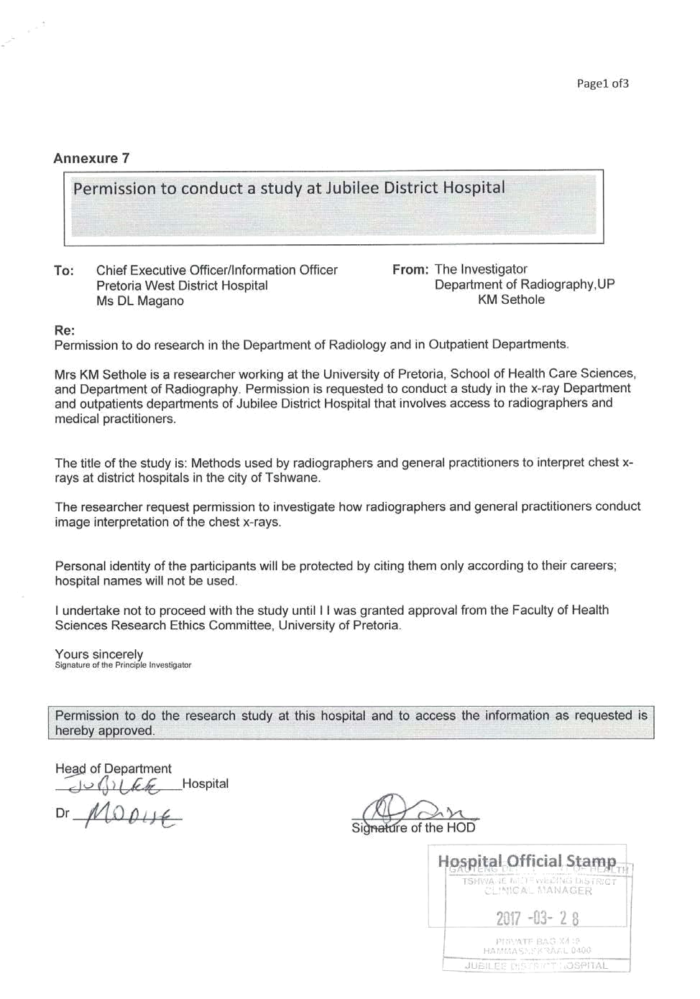 Page1 of3
Annexure 7
Permission to conduct a study at Jubilee District Hospital
To: Chief Executive Officer/Information Officer
Pretoria West District Hospital
Ms DL Magano
From: The Investigator
Department of Radiography,UP
KM Sethole
Re:
Permission to do research in the Department of Radiology and in Outpatient Departments.
Mrs KM Sethole is a researcher working at the University of Pretoria, School of Health Care Sciences,
and Department of Radiography. Permission is requested to conduct a study in the x-ray Department
and outpatients departments of Jubilee District Hospital that involves access to radiographers and
medical practitioners.
The title of the study is: Methods used by radiographers and general practitioners to interpret chest x-
rays at district hospitals in the city of Tshwane.
The researcher request permission to investigate how radiographers and general practitioners conduct
image interpretation of the chest x-rays.
Personal identity of the participants will be protected by citing them only according to their careers;
hospital names will not be used.
I undertake not to proceed with the study until I I was granted approval from the Faculty of Health
Sciences Research Ethics Committee, University of Pretoria.
Yours sincerely
Signature of the Principle Investigator
Permission to do the research study at this hospital and to access the information as requested is
hereby approved.
Head of Department
JUBILEE Hospital
Dr
Signature of the HOD
Hospital Official Stamp
GAUTENG OF HEALTH
DISTRICT
CLINICAL MANAGER
2017 -03- 28
PRIVATE BAG
0400
JUBILEE DISTRICT HOSPITAL